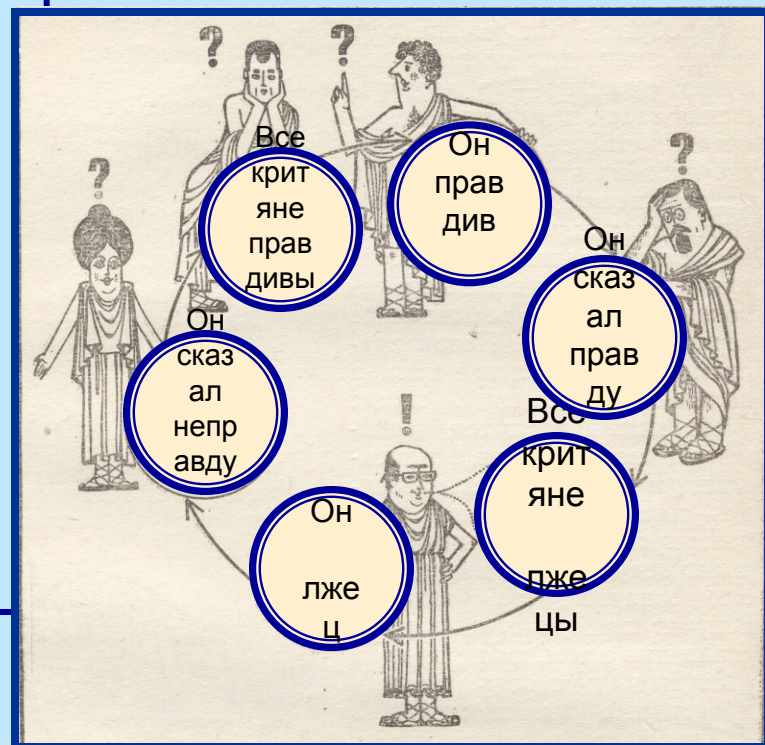 ?
?
Все
крит
яне
прав
дивы
Он
прав
див
?
?
Он
сказ
ал
прав
ду
Он
сказ
ал
непр
авду
!
Все
крит
яне
лже
цы
Он
лже
ц